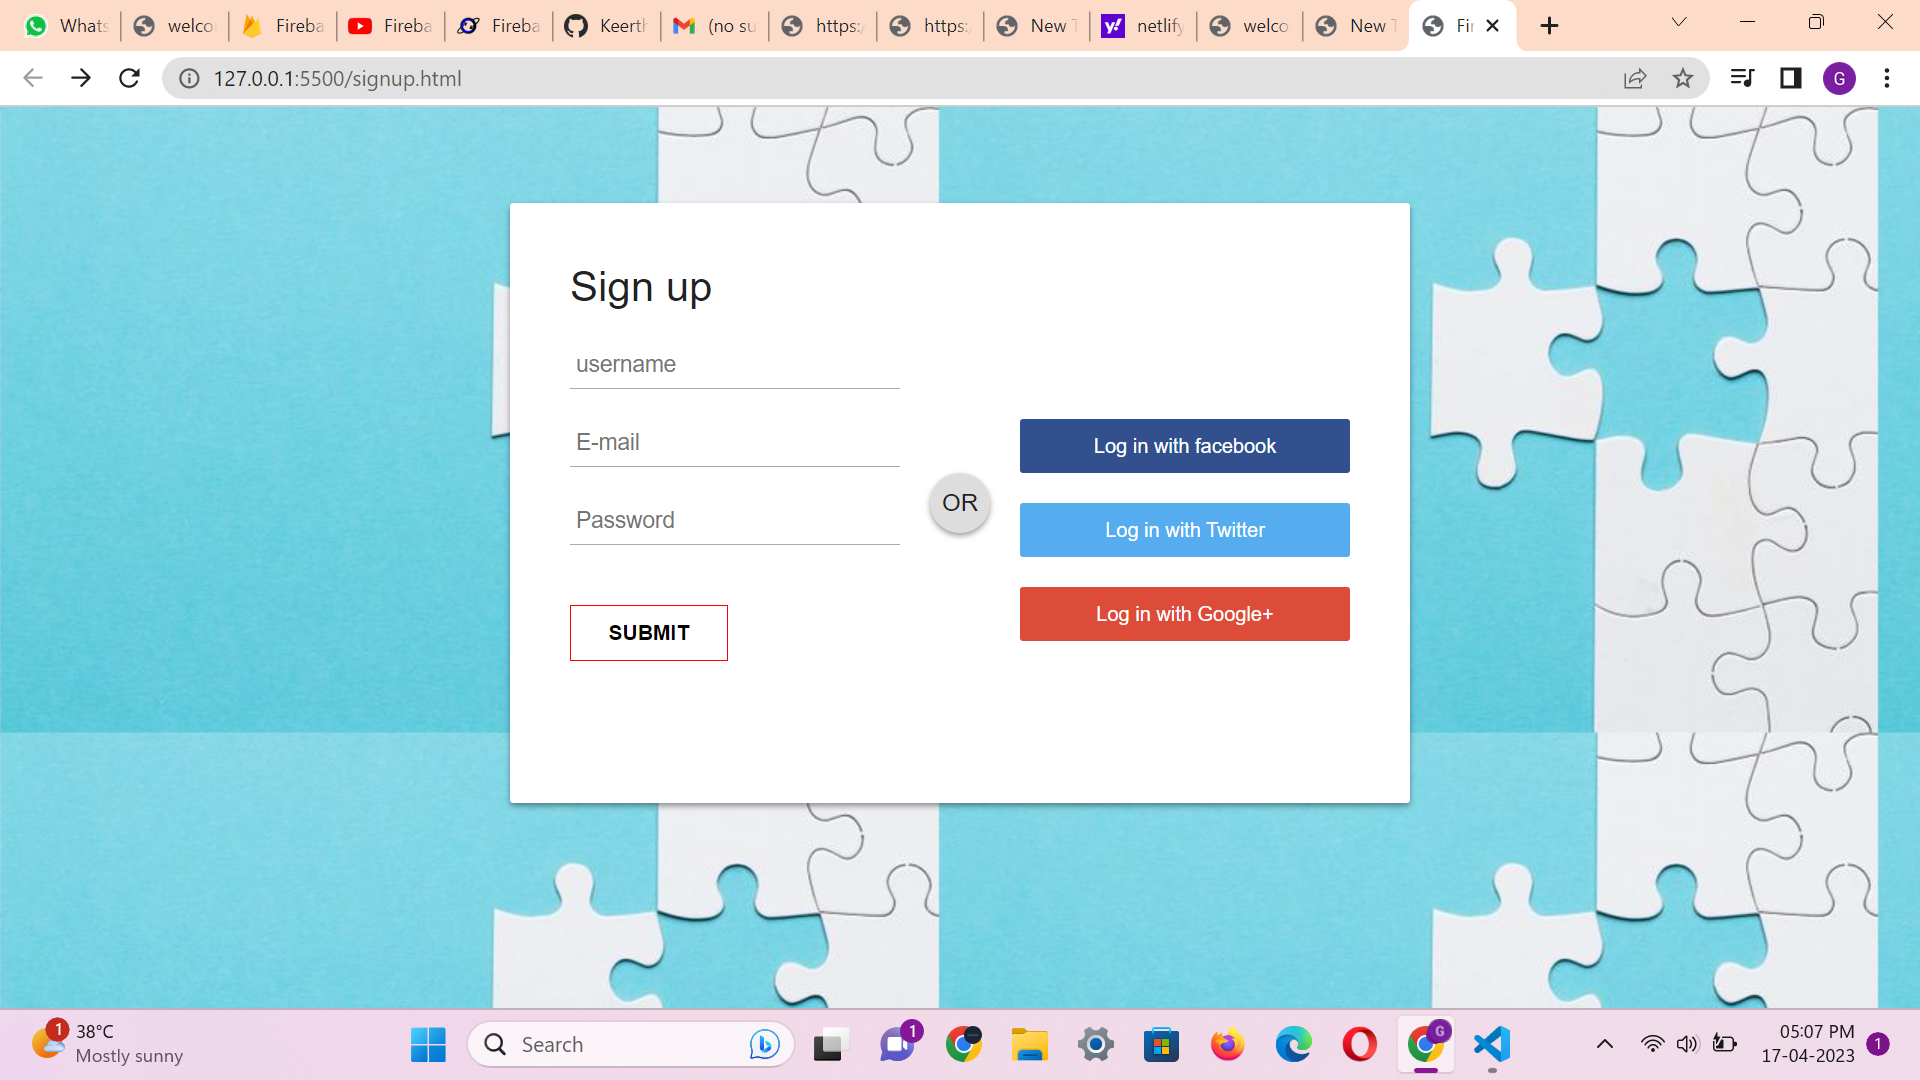 Whats welco Fireba Fireba Fireba Keerth (no su https:/ https:/ New T netlify welco New T Fir
127.0.0.1:5500/signup.html
G
Sign up
username
E-mail
Password
SUBMIT
OR
Log in with facebook
Log in with Twitter
Log in with Google+
1
38°C
Mostly sunny
Search
1
G
05:07 PM
17-04-2023
1